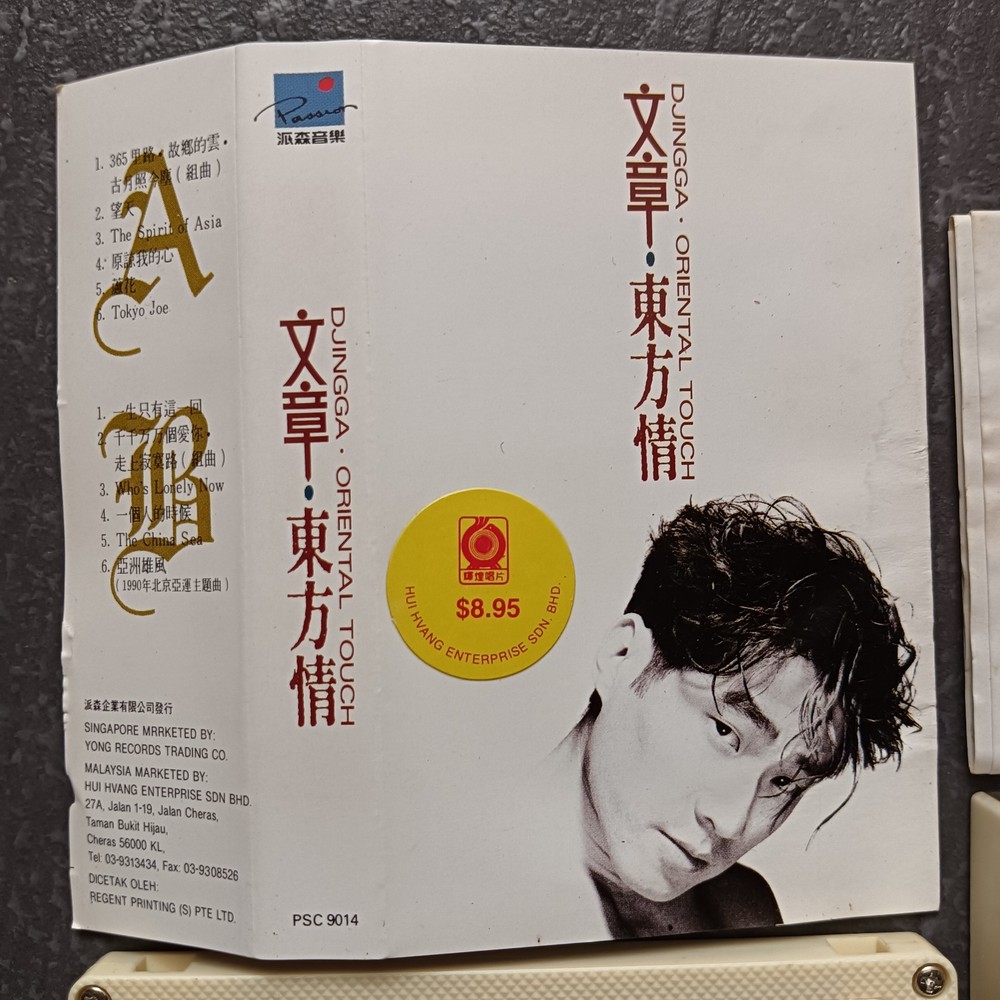 1. 365里路・故鄉的雲・
古月照今塵(組曲)
2. 望天
3. The Spirit of Asia
4. 原諒我的心
5. 蓮花
6. Tokyo Joe
A
1. 一生只有這一回
2. 千千万万個愛你・
走上寂寞路(組曲)
3. Who's Lonely Now
4. 一個人的時候
5. The China Sea
6. 亞洲雄風
(1990年北京亞運主題曲)
B
派森企業有限公司發行
SINGAPORE MRRKETED BY:
YONG RECORDS TRADING CO.
MALAYSIA MARKETED BY:
HUI HVANG ENTERPRISE SDN BHD.
27A, Jalan 1-19, Jalan Cheras,
Taman Bukit Hijau,
Cheras 56000 KL,
Tel: 03-9313434, Fax: 03-9308526
DICETAK OLEH:
REGENT PRINTING (S) PTE LTD.
Passion
派森音樂
文章・東方情
DJINGGA・ORIENTAL TOUCH
PSC 9014
文章・東方情
DJINGGA・ORIENTAL TOUCH
輝煌唱片
$8.95
HUI HVANG ENTERPRISE SDN. BHD.